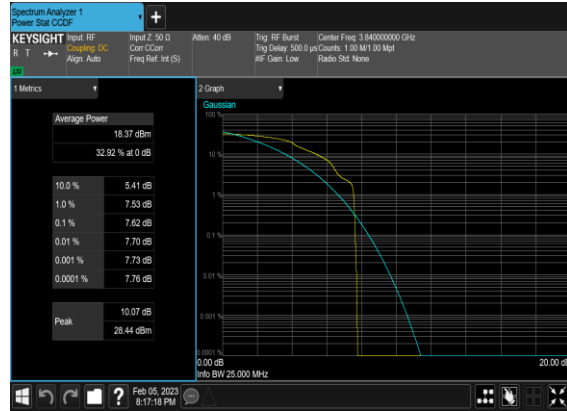 Spectrum Analyzer 1
Power Stat CCDF
KEYSIGHT
R T
Input: RF
Coupling: DC
Align: Auto
Input Z: 50 Ω
Corr CCorr
Freq Ref: Int (S)
Atten: 40 dB
Trig: RF Burst
Trig Delay: 500.0 µs
#IF Gain: Low
Center Freq: 3.840000000 GHz
Counts: 1.00 M/1.00 Mpt
Radio Std: None
1 Metrics
Average Power
18.37 dBm
32.92 % at 0 dB
10.0 % 5.41 dB
1.0 % 7.53 dB
0.1 % 7.62 dB
0.01 % 7.70 dB
0.001 % 7.73 dB
0.0001 % 7.76 dB
Peak
10.07 dB
28.44 dBm
2 Graph
Gaussian
100 %
10 %
1 %
0.1 %
0.01 %
0.001 %
0.0001 %
0.00 dB
20.00 dB
Info BW 25.000 MHz
?
Feb 05, 2023
8:17:18 PM